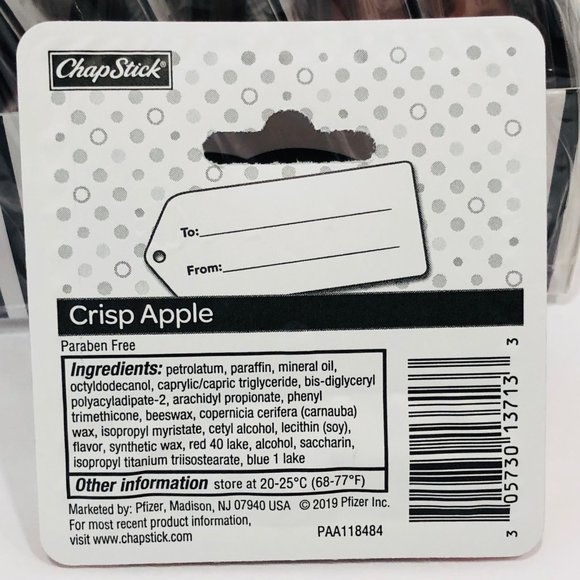 ChapStick®
To:
From:
Crisp Apple
Paraben Free
Ingredients: petrolatum, paraffin, mineral oil,
octyldodecanol, caprylic/capric triglyceride, bis-diglyceryl
polyacyladipate-2, arachidyl propionate, phenyl
trimethicone, beeswax, copernicia cerifera (carnauba)
wax, isopropyl myristate, cetyl alcohol, lecithin (soy),
flavor, synthetic wax, red 40 lake, alcohol, saccharin,
isopropyl titanium triisostearate, blue 1 lake
Other information store at 20-25°C (68-77°F)
Marketed by: Pfizer, Madison, NJ 07940 USA © 2019 Pfizer Inc.
For most recent product information,
visit www.chapstick.com
PAA118484
3 05730 13713 3